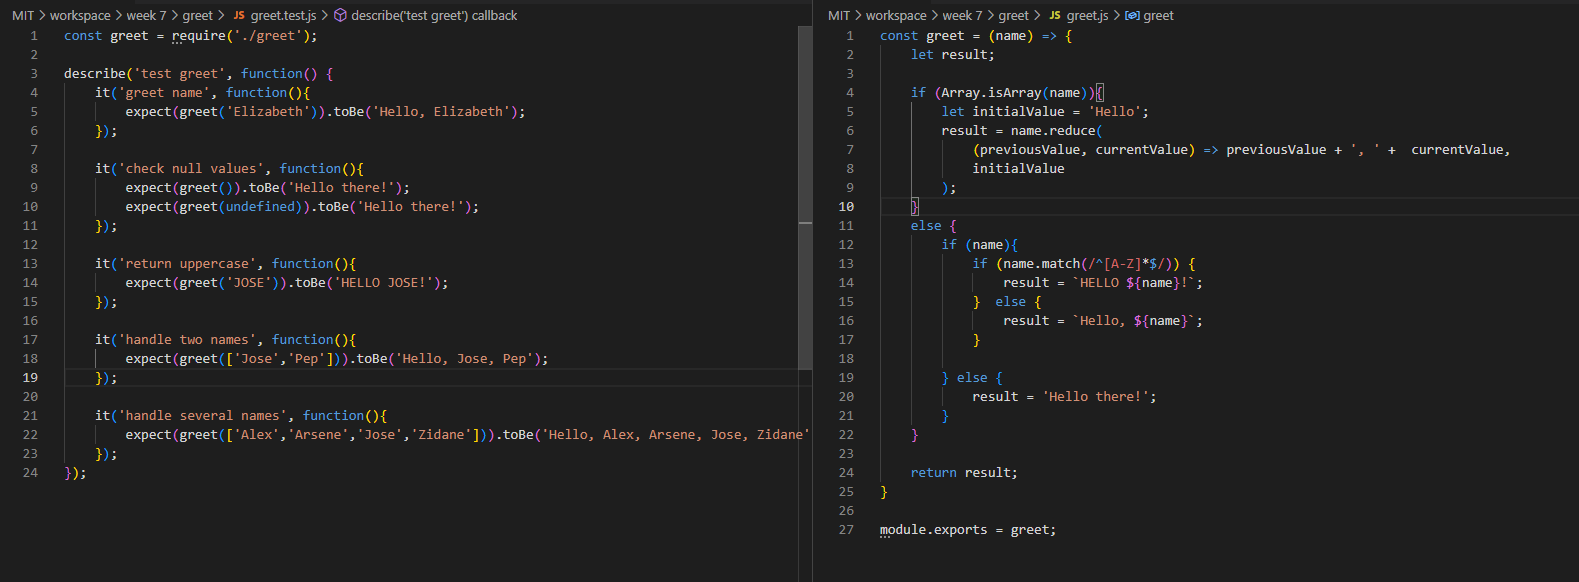 MIT > workspace > week 7 > greet > JS greet.test.js > describe('test greet') callback
1 const greet = require('./greet');
2
3 describe('test greet', function() {
4     it('greet name', function(){
5         expect(greet('Elizabeth')).toBe('Hello, Elizabeth');
6     });
7
8     it('check null values', function(){
9         expect(greet()).toBe('Hello there!');
10         expect(greet(undefined)).toBe('Hello there!');
11     });
12
13     it('return uppercase', function(){
14         expect(greet('JOSE')).toBe('HELLO JOSE!');
15     });
16
17     it('handle two names', function(){
18         expect(greet(['Jose','Pep'])).toBe('Hello, Jose, Pep');
19     });
20
21     it('handle several names', function(){
22         expect(greet(['Alex','Arsene','Jose','Zidane'])).toBe('Hello, Alex, Arsene, Jose, Zidane'
23     });
24 });
MIT > workspace > week 7 > greet > JS greet.js > greet
1 const greet = (name) => {
2     let result;
3
4     if (Array.isArray(name)){
5         let initialValue = 'Hello';
6         result = name.reduce(
7             (previousValue, currentValue) => previousValue + ', ' +  currentValue,
8             initialValue
9         );
10     }
11     else {
12         if (name){
13             if (name.match(/^[A-Z]*$/)) {
14                 result = `HELLO ${name}!`;
15             }  else {
16                 result = `Hello, ${name}`;
17             }
18
19         } else {
20             result = 'Hello there!';
21         }
22     }
23
24     return result;
25 }
26
27 module.exports = greet;